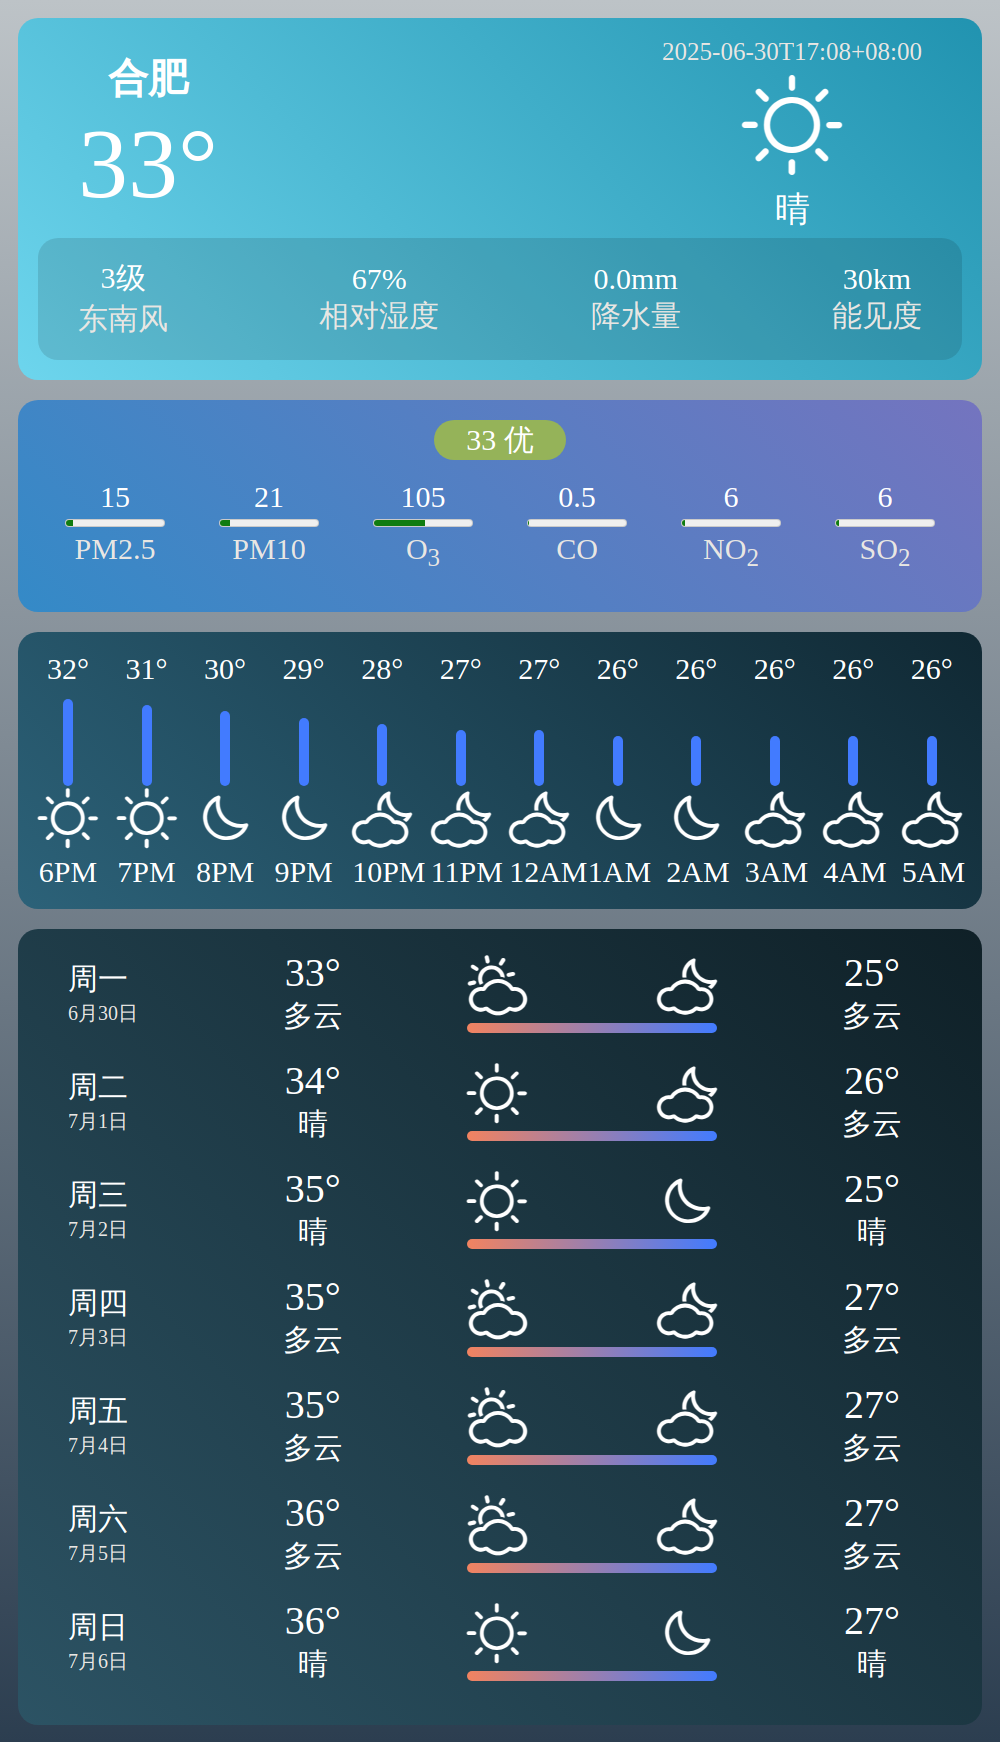 合肥
33°
2025-06-30T17:08+08:00
晴
3级 67% 0.0mm 30km
东南风 相对湿度 降水量 能见度
33 优
15 21 105 0.5 6 6
PM2.5 PM10 O3 CO NO2 SO2
32° 31° 30° 29° 28° 27° 27° 26° 26° 26° 26° 26°
6PM 7PM 8PM 9PM 10PM 11PM 12AM 1AM 2AM 3AM 4AM 5AM
周一 33° 25°
6月30日 多云 多云
周二 34° 26°
7月1日 晴 多云
周三 35° 25°
7月2日 晴 晴
周四 35° 27°
7月3日 多云 多云
周五 35° 27°
7月4日 多云 多云
周六 36° 27°
7月5日 多云 多云
周日 36° 27°
7月6日 晴 晴